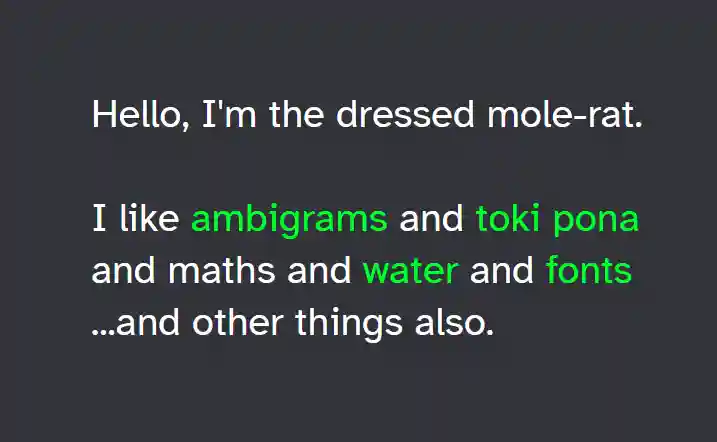 Hello, I'm the dressed mole-rat.
I like ambigrams and toki pona
and maths and water and fonts
...and other things also.